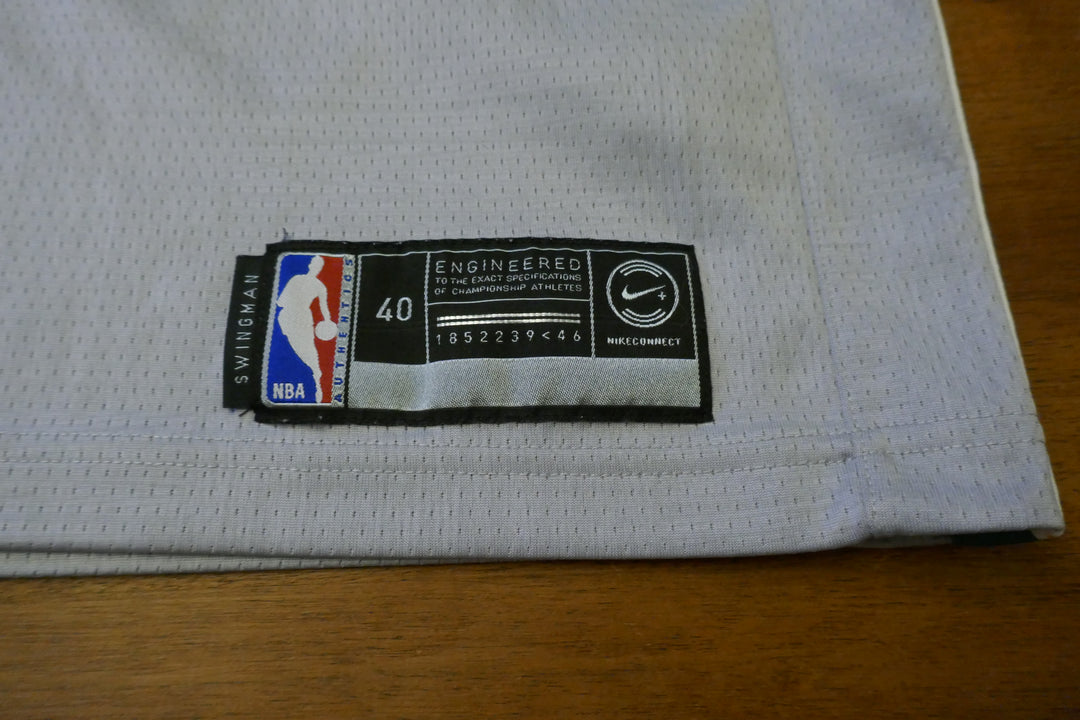 SWINGMAN
NBA
AUTHENTICS
40
ENGINEERED
TO THE EXACT SPECIFICATIONS
OF CHAMPIONSHIP ATHLETES
1852239<46
NIKECONNECT